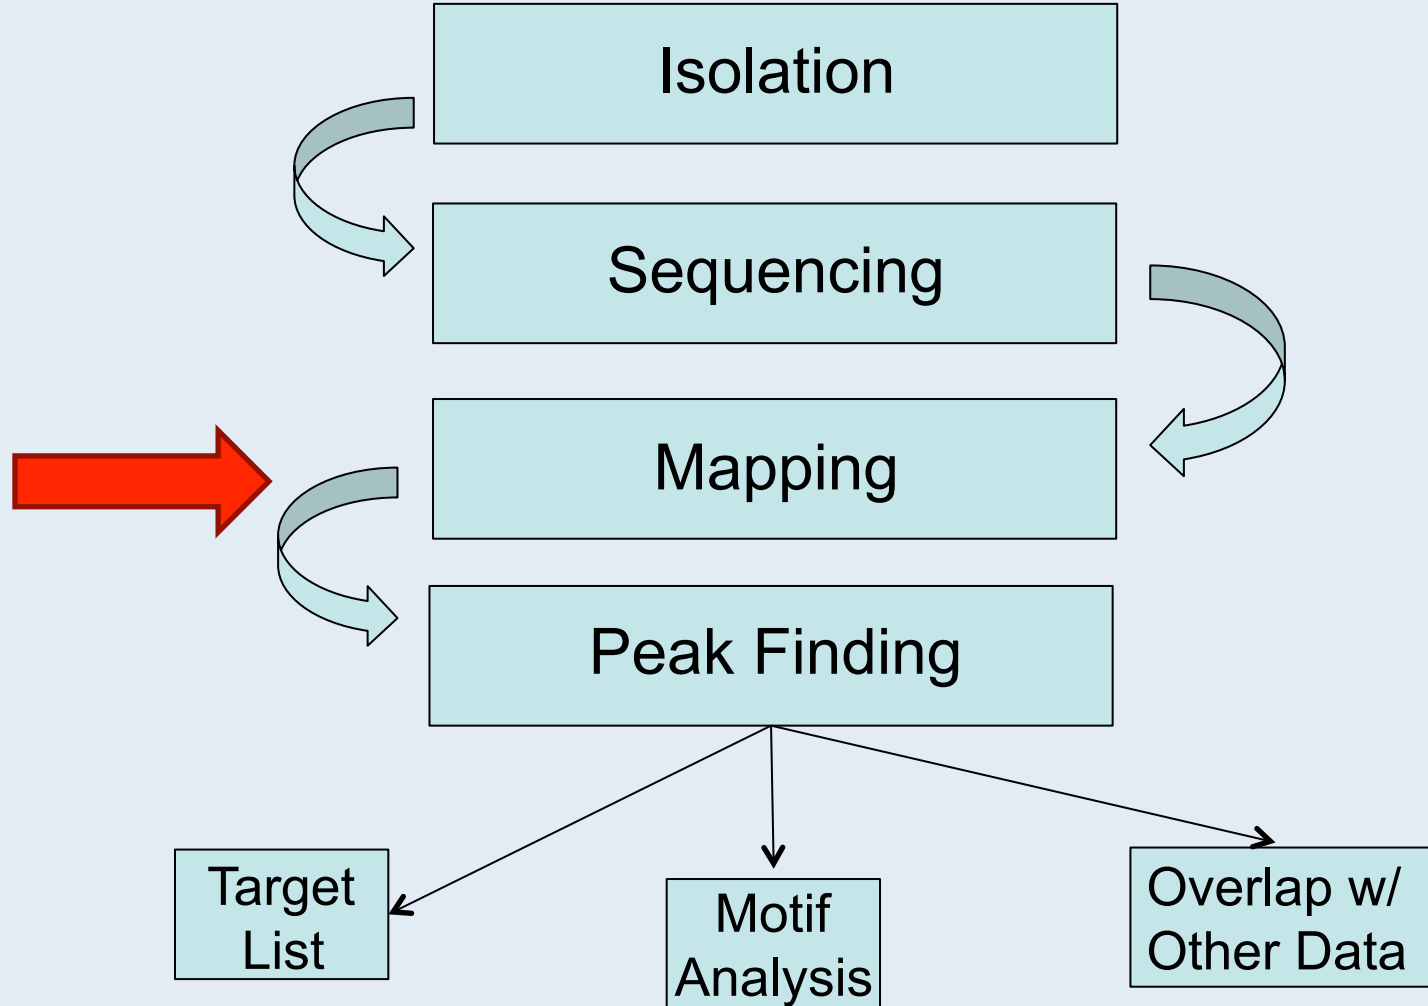 Isolation
Sequencing
Mapping
Peak Finding
Target
List
Motif
Analysis
Overlap w/
Other Data